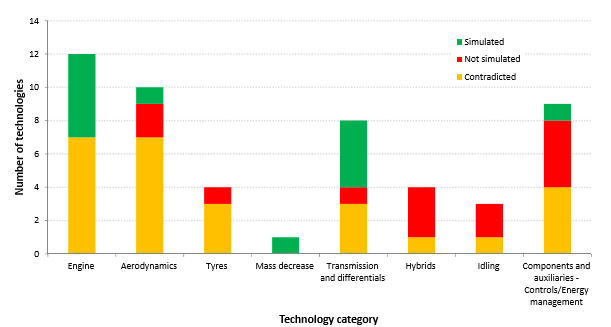 14
12
10
8
6
4
2
0
Number of technologies
Simulated
Not simulated
Contradicted
Engine
Aerodynamics
Tyres
Mass decrease
Transmission
and differentials
Hybrids
Idling
Components and
auxiliaries -
Controls/Energy
management
Technology category